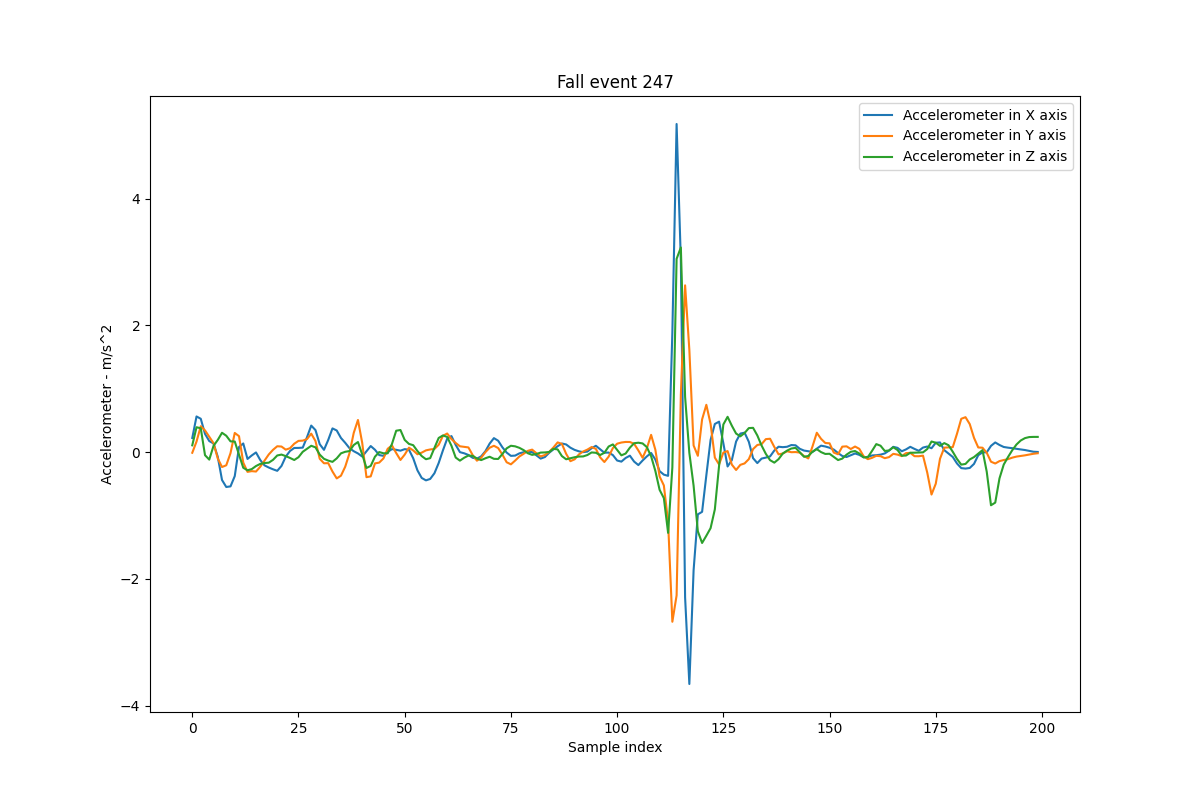 Fall event 247
Accelerometer in X axis
Accelerometer in Y axis
Accelerometer in Z axis
Accelerometer - m/s^2
4
2
0
−2
−4
0 25 50 75 100 125 150 175 200
Sample index